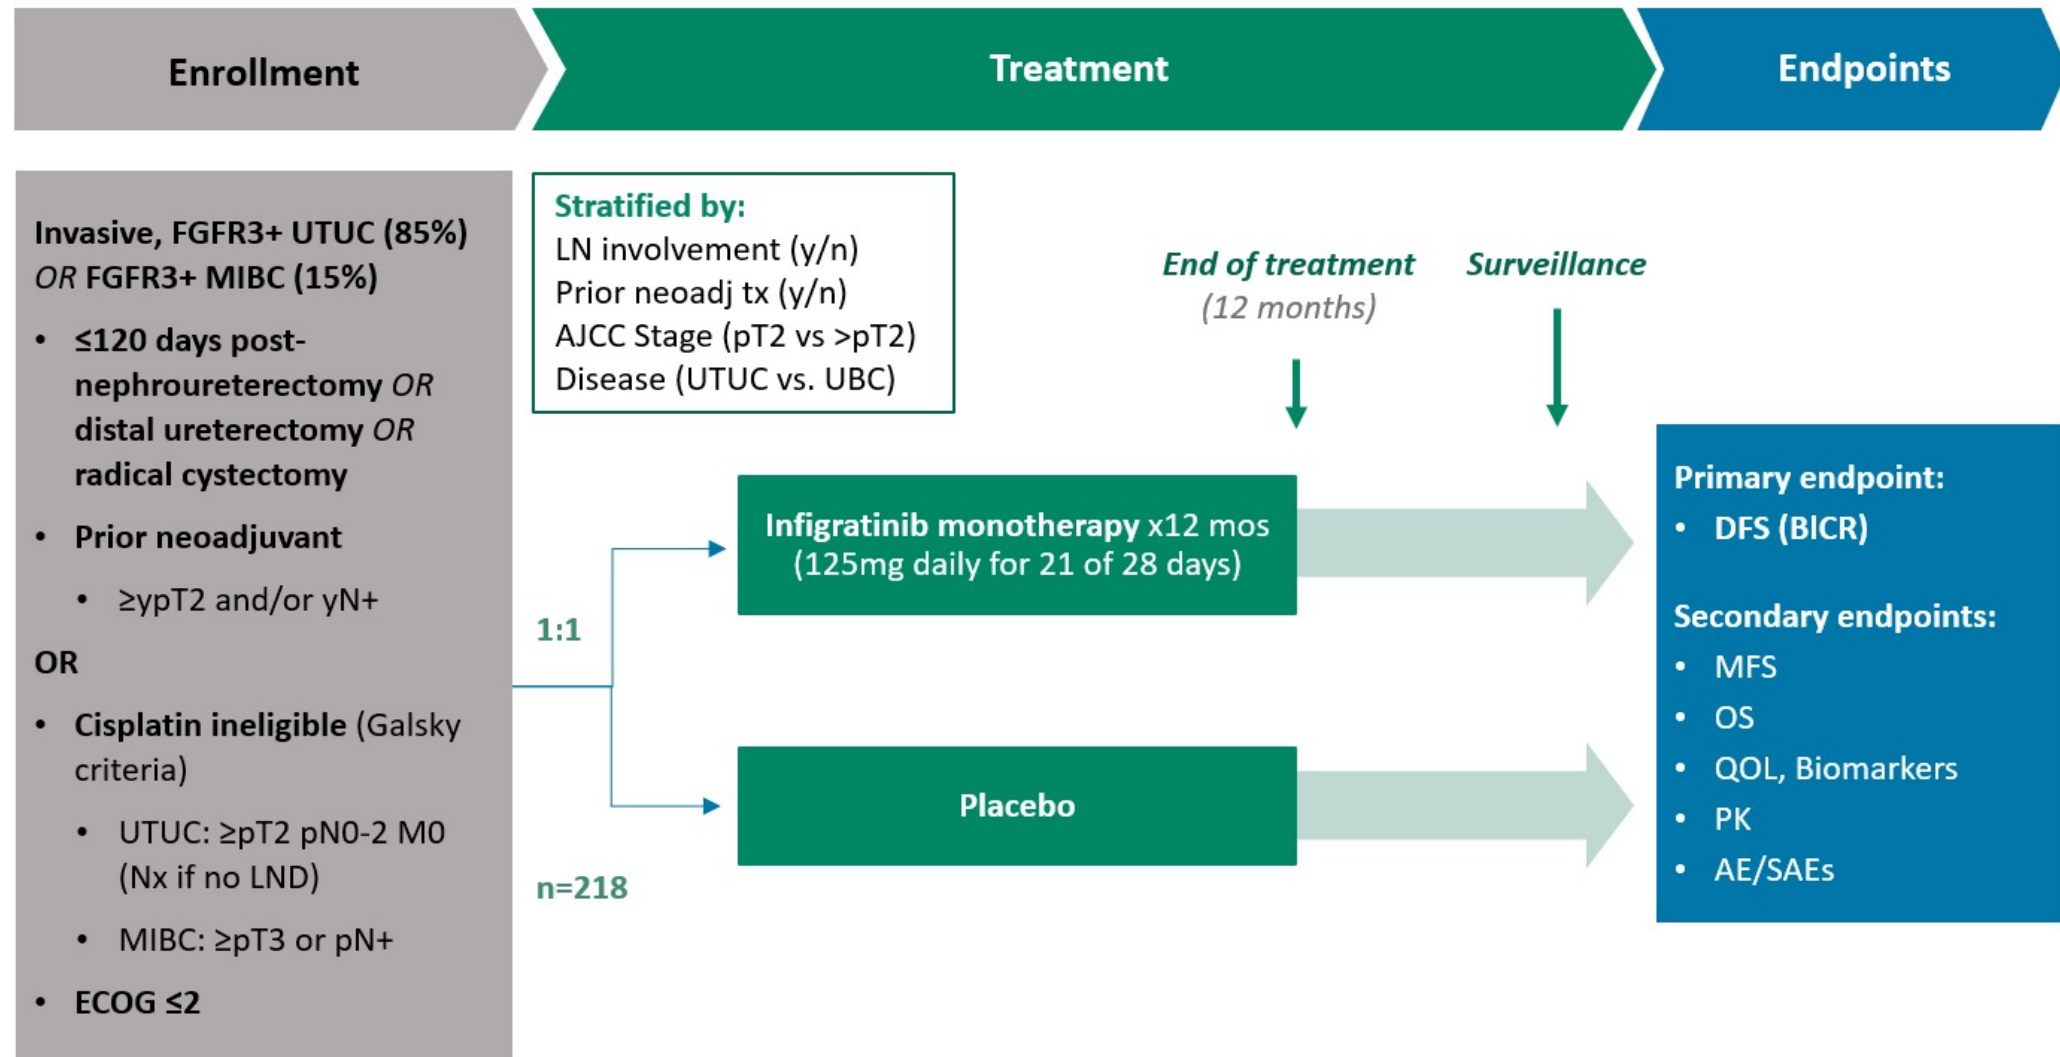 Enrollment
Treatment
Endpoints
Invasive, FGFR3+ UTUC (85%)
OR FGFR3+ MIBC (15%)
• ≤120 days post-
nephroureterectomy OR
distal ureterectomy OR
radical cystectomy
• Prior neoadjuvant
• ≥ypT2 and/or yN+
OR
• Cisplatin ineligible (Galsky
criteria)
• UTUC: ≥pT2 pN0-2 M0
(Nx if no LND)
• MIBC: ≥pT3 or pN+
• ECOG ≤2
Stratified by:
LN involvement (y/n)
Prior neoadj tx (y/n)
AJCC Stage (pT2 vs >pT2)
Disease (UTUC vs. UBC)
1:1
n=218
End of treatment
(12 months)
Surveillance
Infigratinib monotherapy x12 mos
(125mg daily for 21 of 28 days)
Placebo
Primary endpoint:
• DFS (BICR)
Secondary endpoints:
• MFS
• OS
• QOL, Biomarkers
• PK
• AE/SAEs